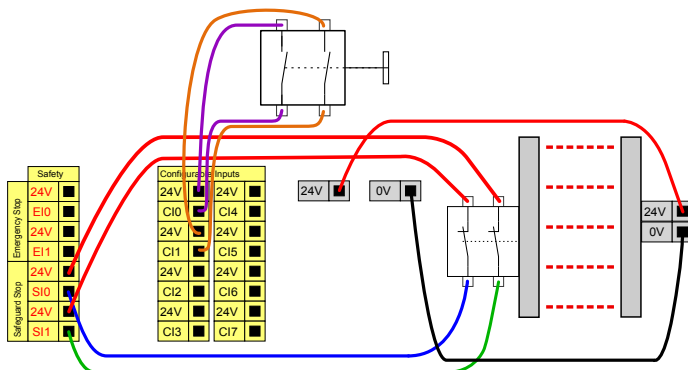 Safety
Emergency Stop
24V
EI0
24V
EI1
Safeguard Stop
24V
SI0
24V
SI1
Configurable Inputs
24V 24V
CI0 CI4
24V 24V
CI1 CI5
24V 24V
CI2 CI6
24V 24V
CI3 CI7
24V
0V
24V
0V